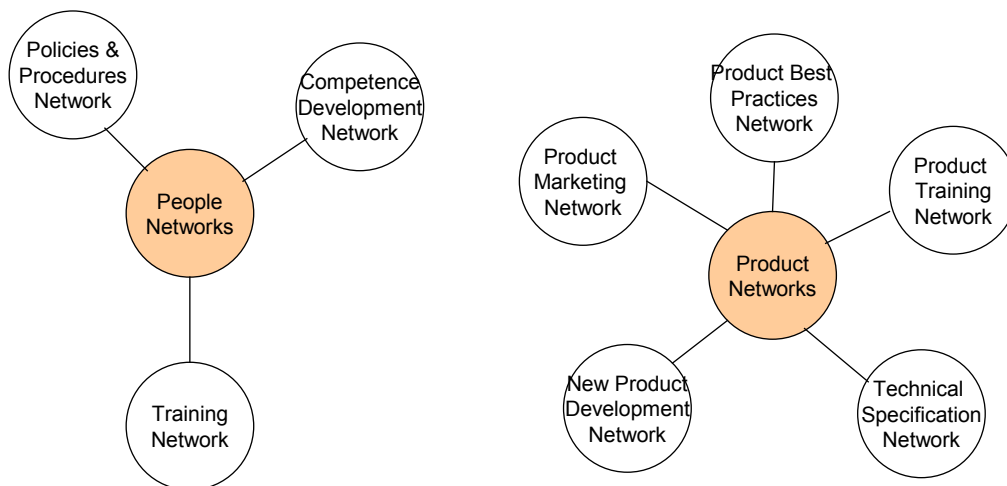 Policies &
Procedures
Network
Competence
Development
Network
People
Networks
Training
Network
Product Best
Practices
Network
Product
Marketing
Network
Product
Training
Network
Product
Networks
New Product
Development
Network
Technical
Specification
Network